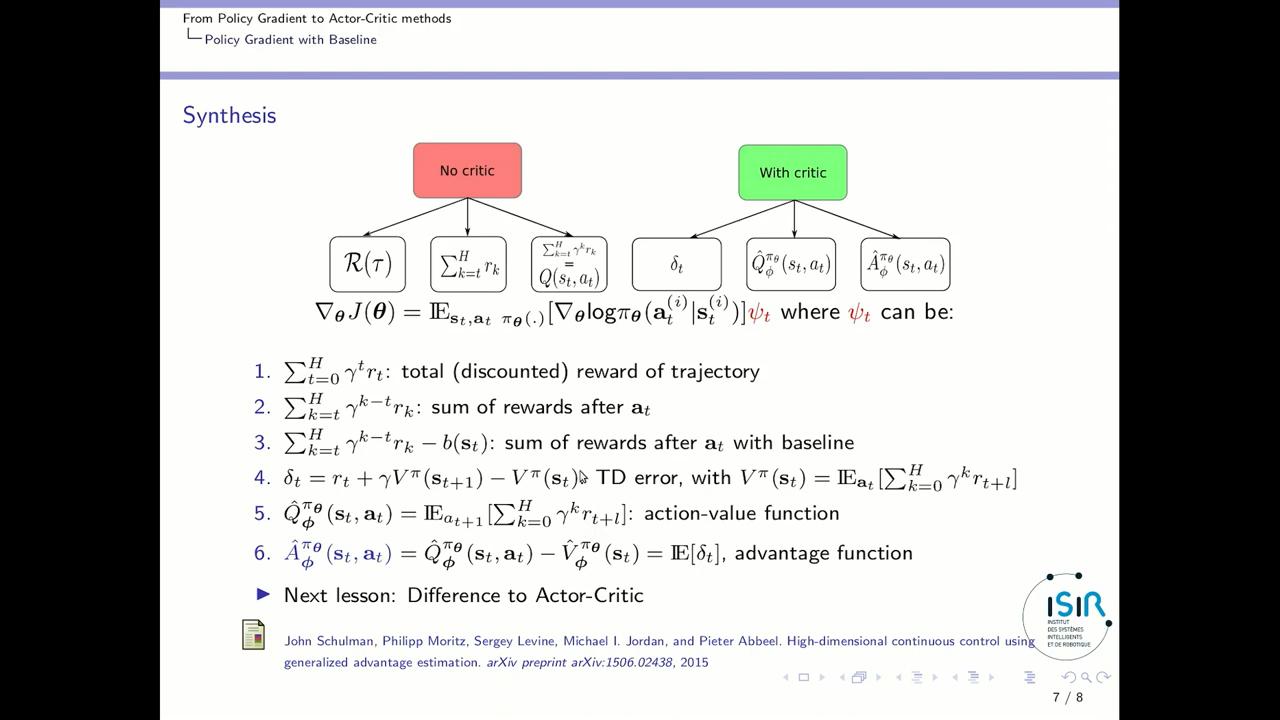 From Policy Gradient to Actor-Critic methods
Policy Gradient with Baseline
Synthesis
No critic
With critic
R(τ)
∑_{k=t}^{H} r_k
∑_{k=t}^{H} γ^k r_k
=
Q(s_t, a_t)
δ_t
Q̂_ϕ^{π_θ}(s_t, a_t)
Â_ϕ^{π_θ}(s_t, a_t)
∇_θ J(θ) = 𝔼_{s_t,a_t π_θ(.)}[∇_θ logπ_θ(a_t^{(i)}|s_t^{(i)})]ψ_t where ψ_t can be:
1. ∑_{t=0}^{H} γ^t r_t: total (discounted) reward of trajectory
2. ∑_{k=t}^{H} γ^{k−t} r_k: sum of rewards after a_t
3. ∑_{k=t}^{H} γ^{k−t} r_k − b(s_t): sum of rewards after a_t with baseline
4. δ_t = r_t + γV^π(s_{t+1}) − V^π(s_t) TD error, with V^π(s_t) = 𝔼_{a_t}[∑_{k=0}^{H} γ^k r_{t+l}]
5. Q̂_ϕ^{π_θ}(s_t, a_t) = 𝔼_{a_{t+1}}[∑_{k=0}^{H} γ^k r_{t+l}]: action-value function
6. Â_ϕ^{π_θ}(s_t, a_t) = Q̂_ϕ^{π_θ}(s_t, a_t) − V̂_ϕ^{π_θ}(s_t) = 𝔼[δ_t], advantage function
▶ Next lesson: Difference to Actor-Critic
John Schulman, Philipp Moritz, Sergey Levine, Michael I. Jordan, and Pieter Abbeel. High-dimensional continuous control using
generalized advantage estimation. arXiv preprint arXiv:1506.02438, 2015
ISIR
INSTITUT
DES SYSTÈMES
INTELLIGENTS
ET DE ROBOTIQUE
7 / 8